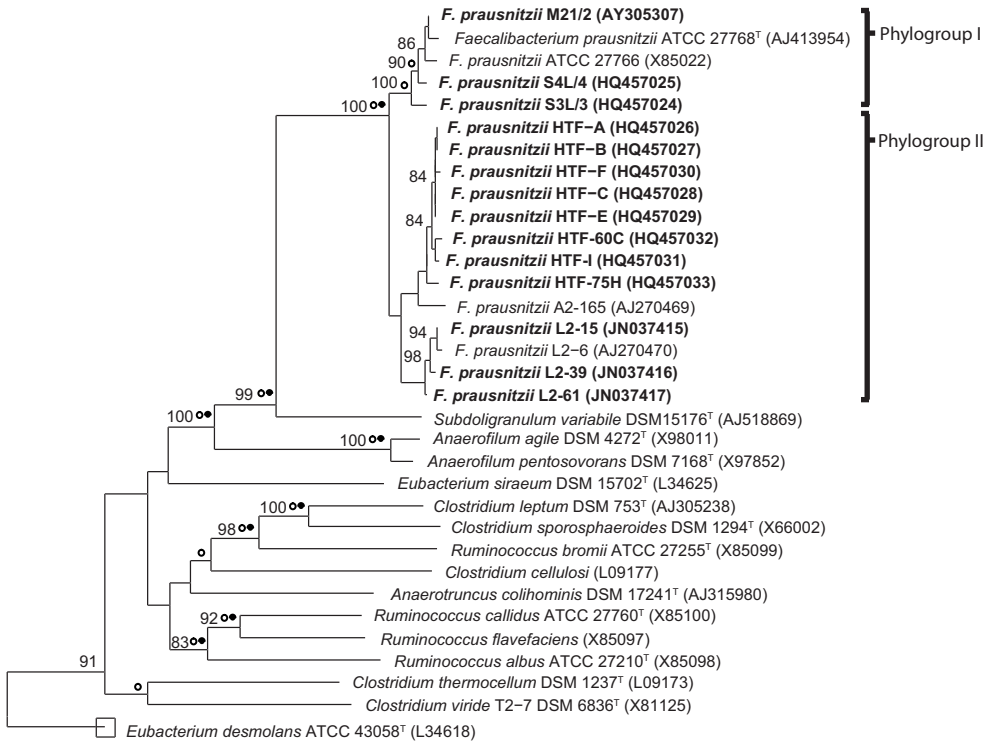 F. prausnitzii M21/2 (AY305307)
86
Faecalibacterium prausnitzii ATCC 27768ᵀ (AJ413954)
Phylogroup I
90
F. prausnitzii ATCC 27766 (X85022)
100
F. prausnitzii S4L/4 (HQ457025)
100
F. prausnitzii S3L/3 (HQ457024)
F. prausnitzii HTF−A (HQ457026)
Phylogroup II
F. prausnitzii HTF−B (HQ457027)
84
F. prausnitzii HTF−F (HQ457030)
F. prausnitzii HTF−C (HQ457028)
84
F. prausnitzii HTF−E (HQ457029)
F. prausnitzii HTF-60C (HQ457032)
F. prausnitzii HTF-I (HQ457031)
F. prausnitzii HTF-75H (HQ457033)
F. prausnitzii A2-165 (AJ270469)
94
F. prausnitzii L2-15 (JN037415)
98
F. prausnitzii L2−6 (AJ270470)
F. prausnitzii L2-39 (JN037416)
99
F. prausnitzii L2-61 (JN037417)
100
Subdoligranulum variabile DSM15176ᵀ (AJ518869)
100
Anaerofilum agile DSM 4272ᵀ (X98011)
Anaerofilum pentosovorans DSM 7168ᵀ (X97852)
Eubacterium siraeum DSM 15702ᵀ (L34625)
100
Clostridium leptum DSM 753ᵀ (AJ305238)
98
Clostridium sporosphaeroides DSM 1294ᵀ (X66002)
Ruminococcus bromii ATCC 27255ᵀ (X85099)
Clostridium cellulosi (L09177)
Anaerotruncus colihominis DSM 17241ᵀ (AJ315980)
92
Ruminococcus callidus ATCC 27760ᵀ (X85100)
83
Ruminococcus flavefaciens (X85097)
91
Ruminococcus albus ATCC 27210ᵀ (X85098)
Clostridium thermocellum DSM 1237ᵀ (L09173)
Clostridium viride T2−7 DSM 6836ᵀ (X81125)
Eubacterium desmolans ATCC 43058ᵀ (L34618)